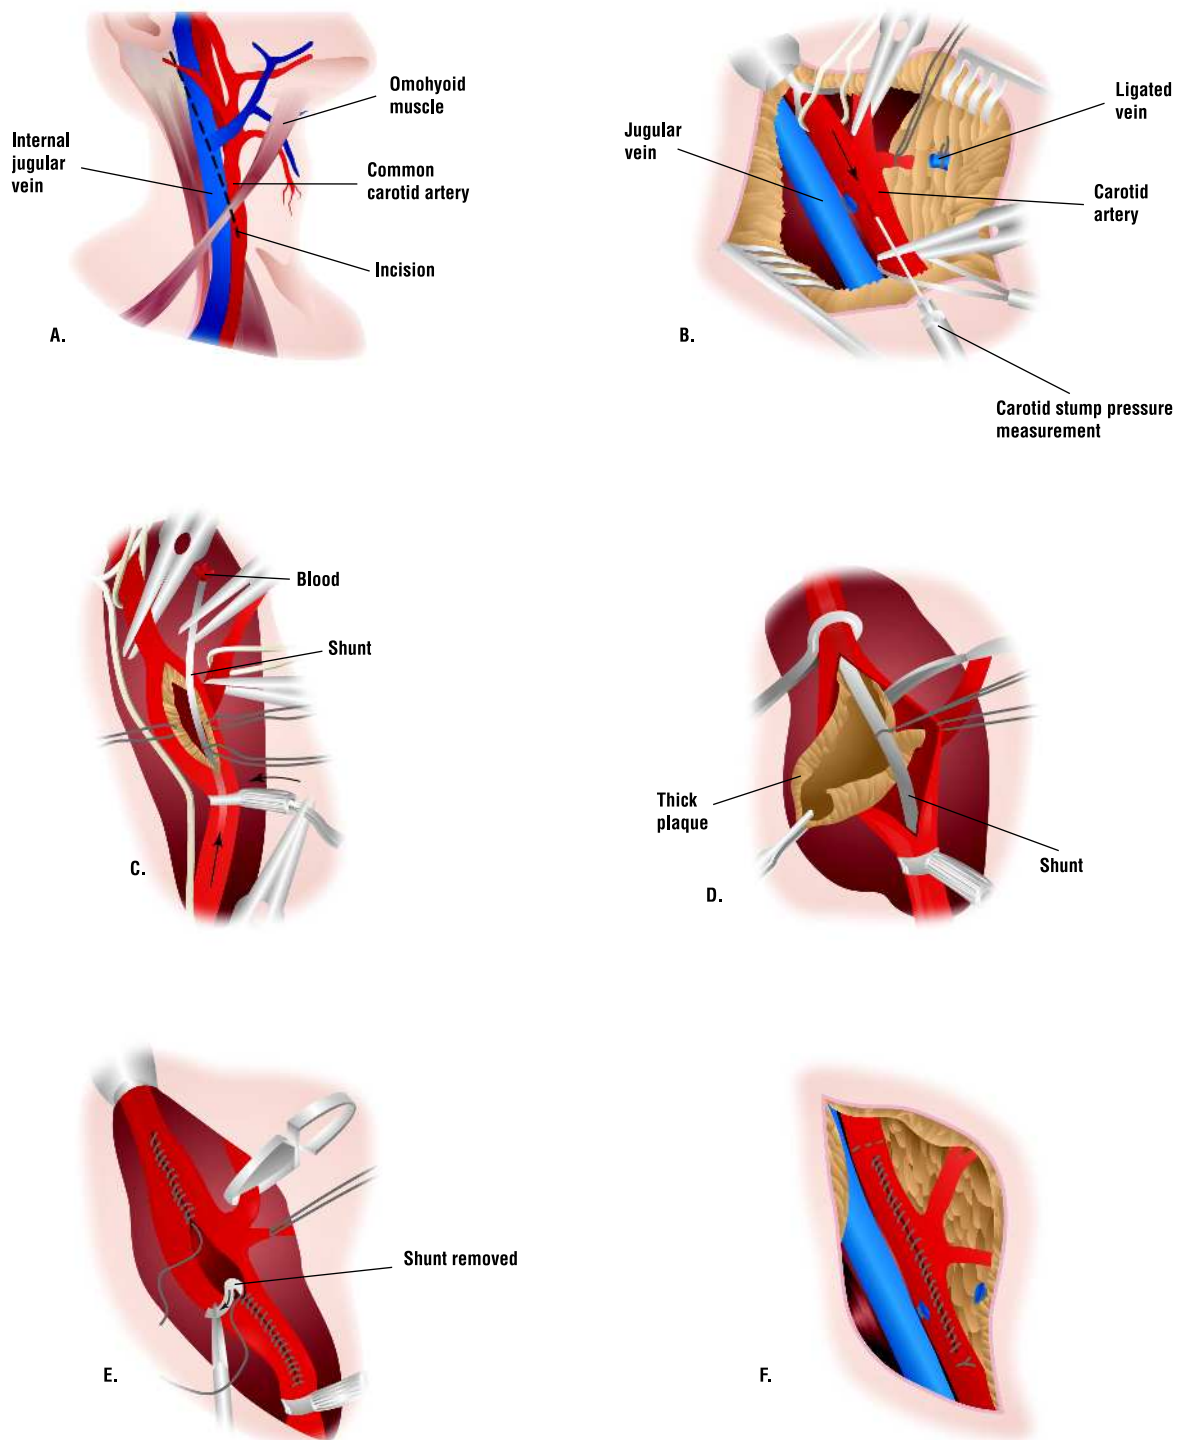 Omohyoid
muscle
Internal
jugular
vein
Common
carotid artery
Incision
A.
Ligated
vein
Jugular
vein
Carotid
artery
B.
Carotid stump pressure
measurement
Blood
Shunt
C.
Thick
plaque
Shunt
D.
Shunt removed
E.
F.